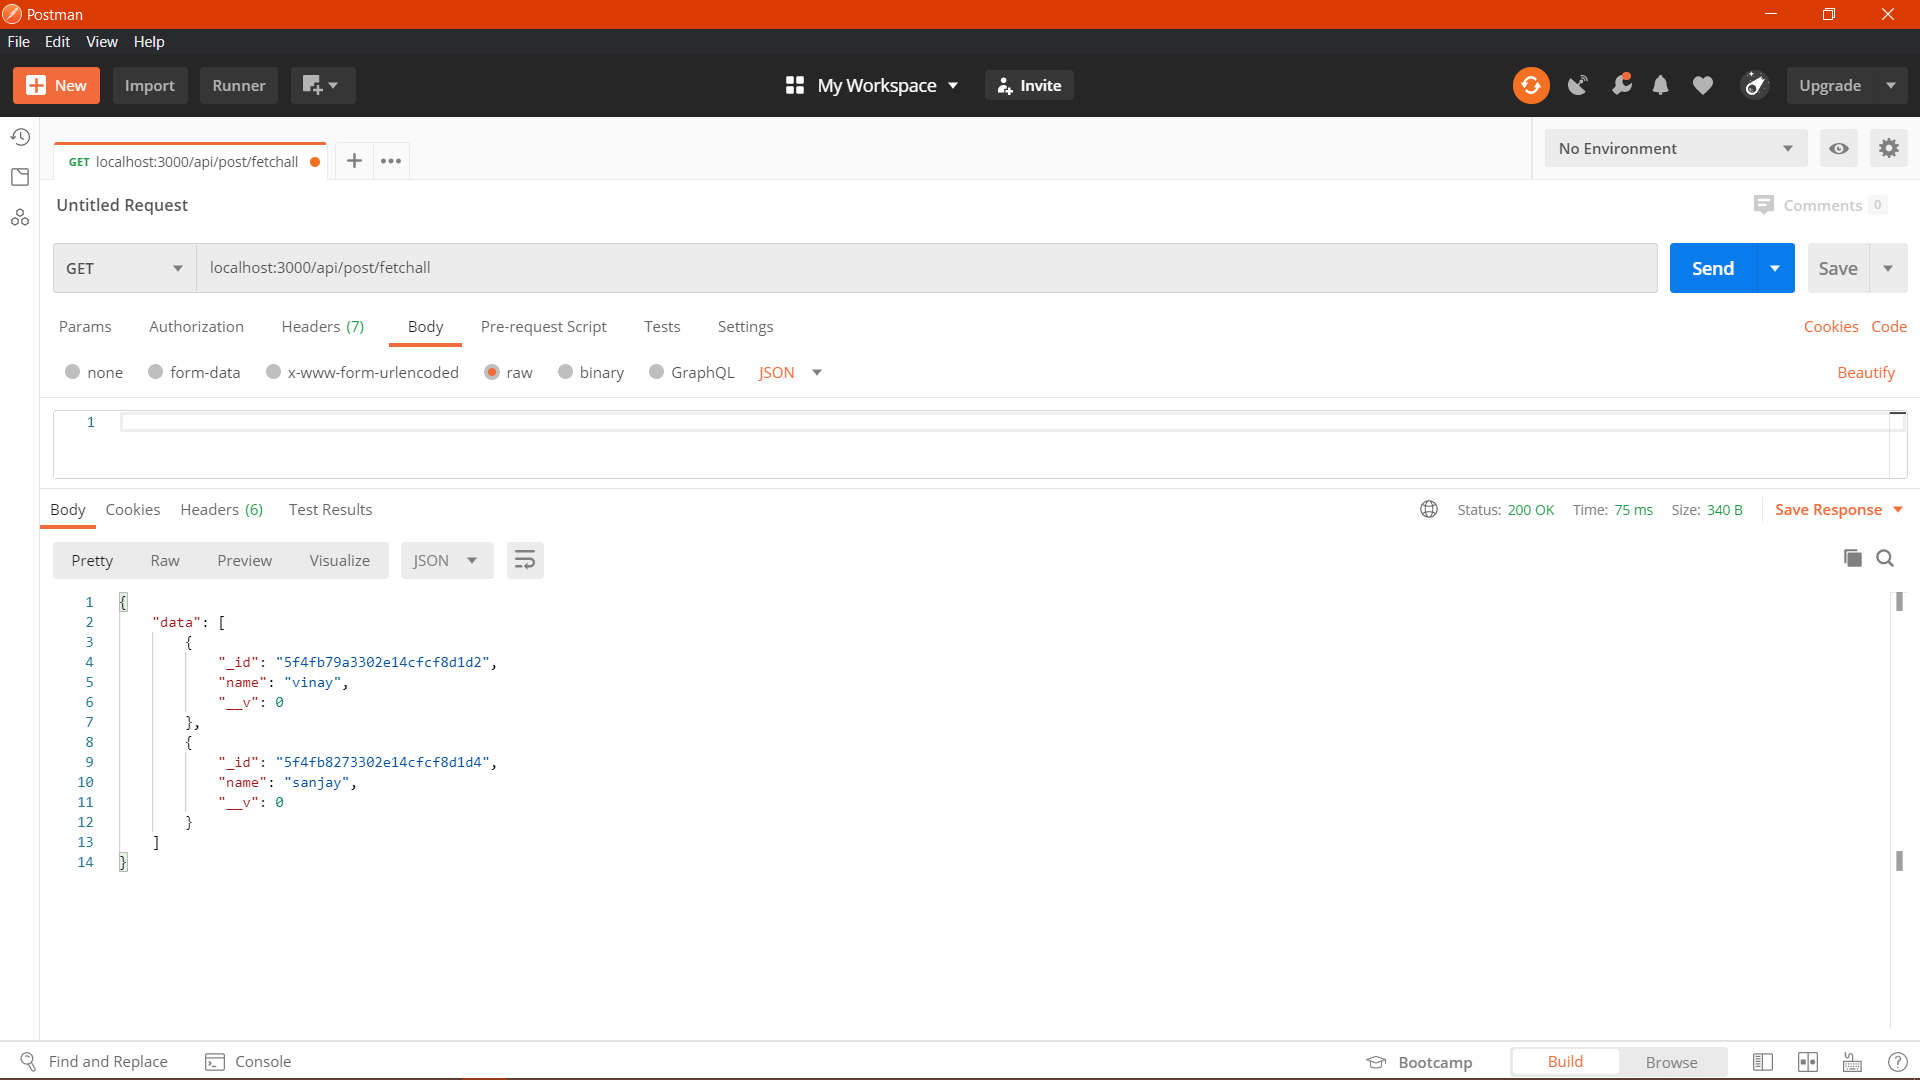 Postman
File Edit View Help
New Import Runner My Workspace Invite Upgrade
GET localhost:3000/api/post/fetchall No Environment
Untitled Request Comments 0
GET localhost:3000/api/post/fetchall Send Save
Params Authorization Headers (7) Body Pre-request Script Tests Settings Cookies Code
none form-data x-www-form-urlencoded raw binary GraphQL JSON Beautify
1
Body Cookies Headers (6) Test Results Status: 200 OK Time: 75 ms Size: 340 B Save Response
Pretty Raw Preview Visualize JSON
1 {
2 "data": [
3 {
4 "_id": "5f4fb79a3302e14cfcf8d1d2",
5 "name": "vinay",
6 "__v": 0
7 },
8 {
9 "_id": "5f4fb8273302e14cfcf8d1d4",
10 "name": "sanjay",
11 "__v": 0
12 }
13 ]
14 }
Find and Replace Console Bootcamp Build Browse